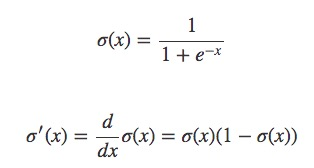 σ(x) = 1 / (1 + e^{-x})
σ'(x) = d/dx σ(x) = σ(x)(1 − σ(x))